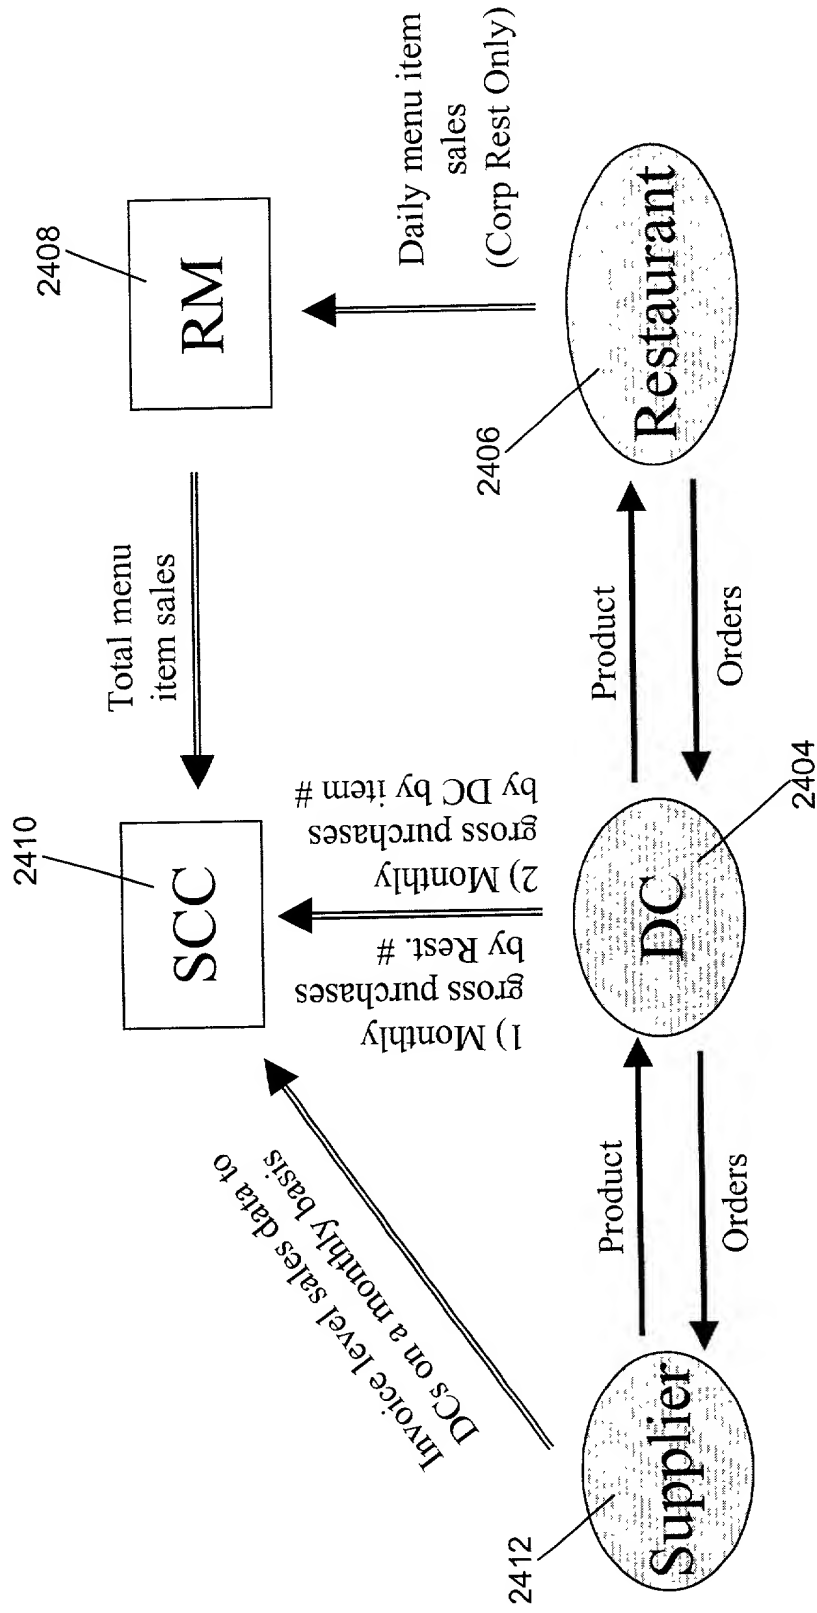 2410
SCC
Total menu
item sales
2408
RM
Invoice level sales data to
DCs on a monthly basis
1) Monthly
gross purchases
by Rest. #
2) Monthly
gross purchases
by DC by item #
Daily menu item
sales
(Corp Rest Only)
2412
Supplier
Product
Orders
DC
2404
Product
Orders
2406
Restaurant